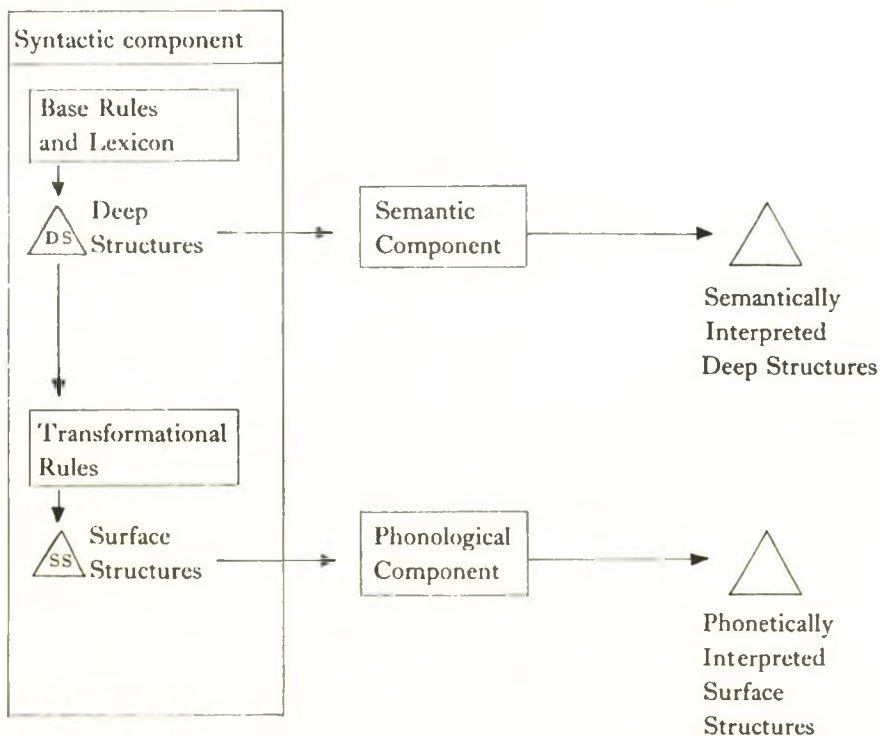 Syntactic component
Base Rules
and Lexicon
DS
Deep
Structures
Semantic
Component
Semantically
Interpreted
Deep Structures
Transformational
Rules
SS
Surface
Structures
Phonological
Component
Phonetically
Interpreted
Surface
Structures